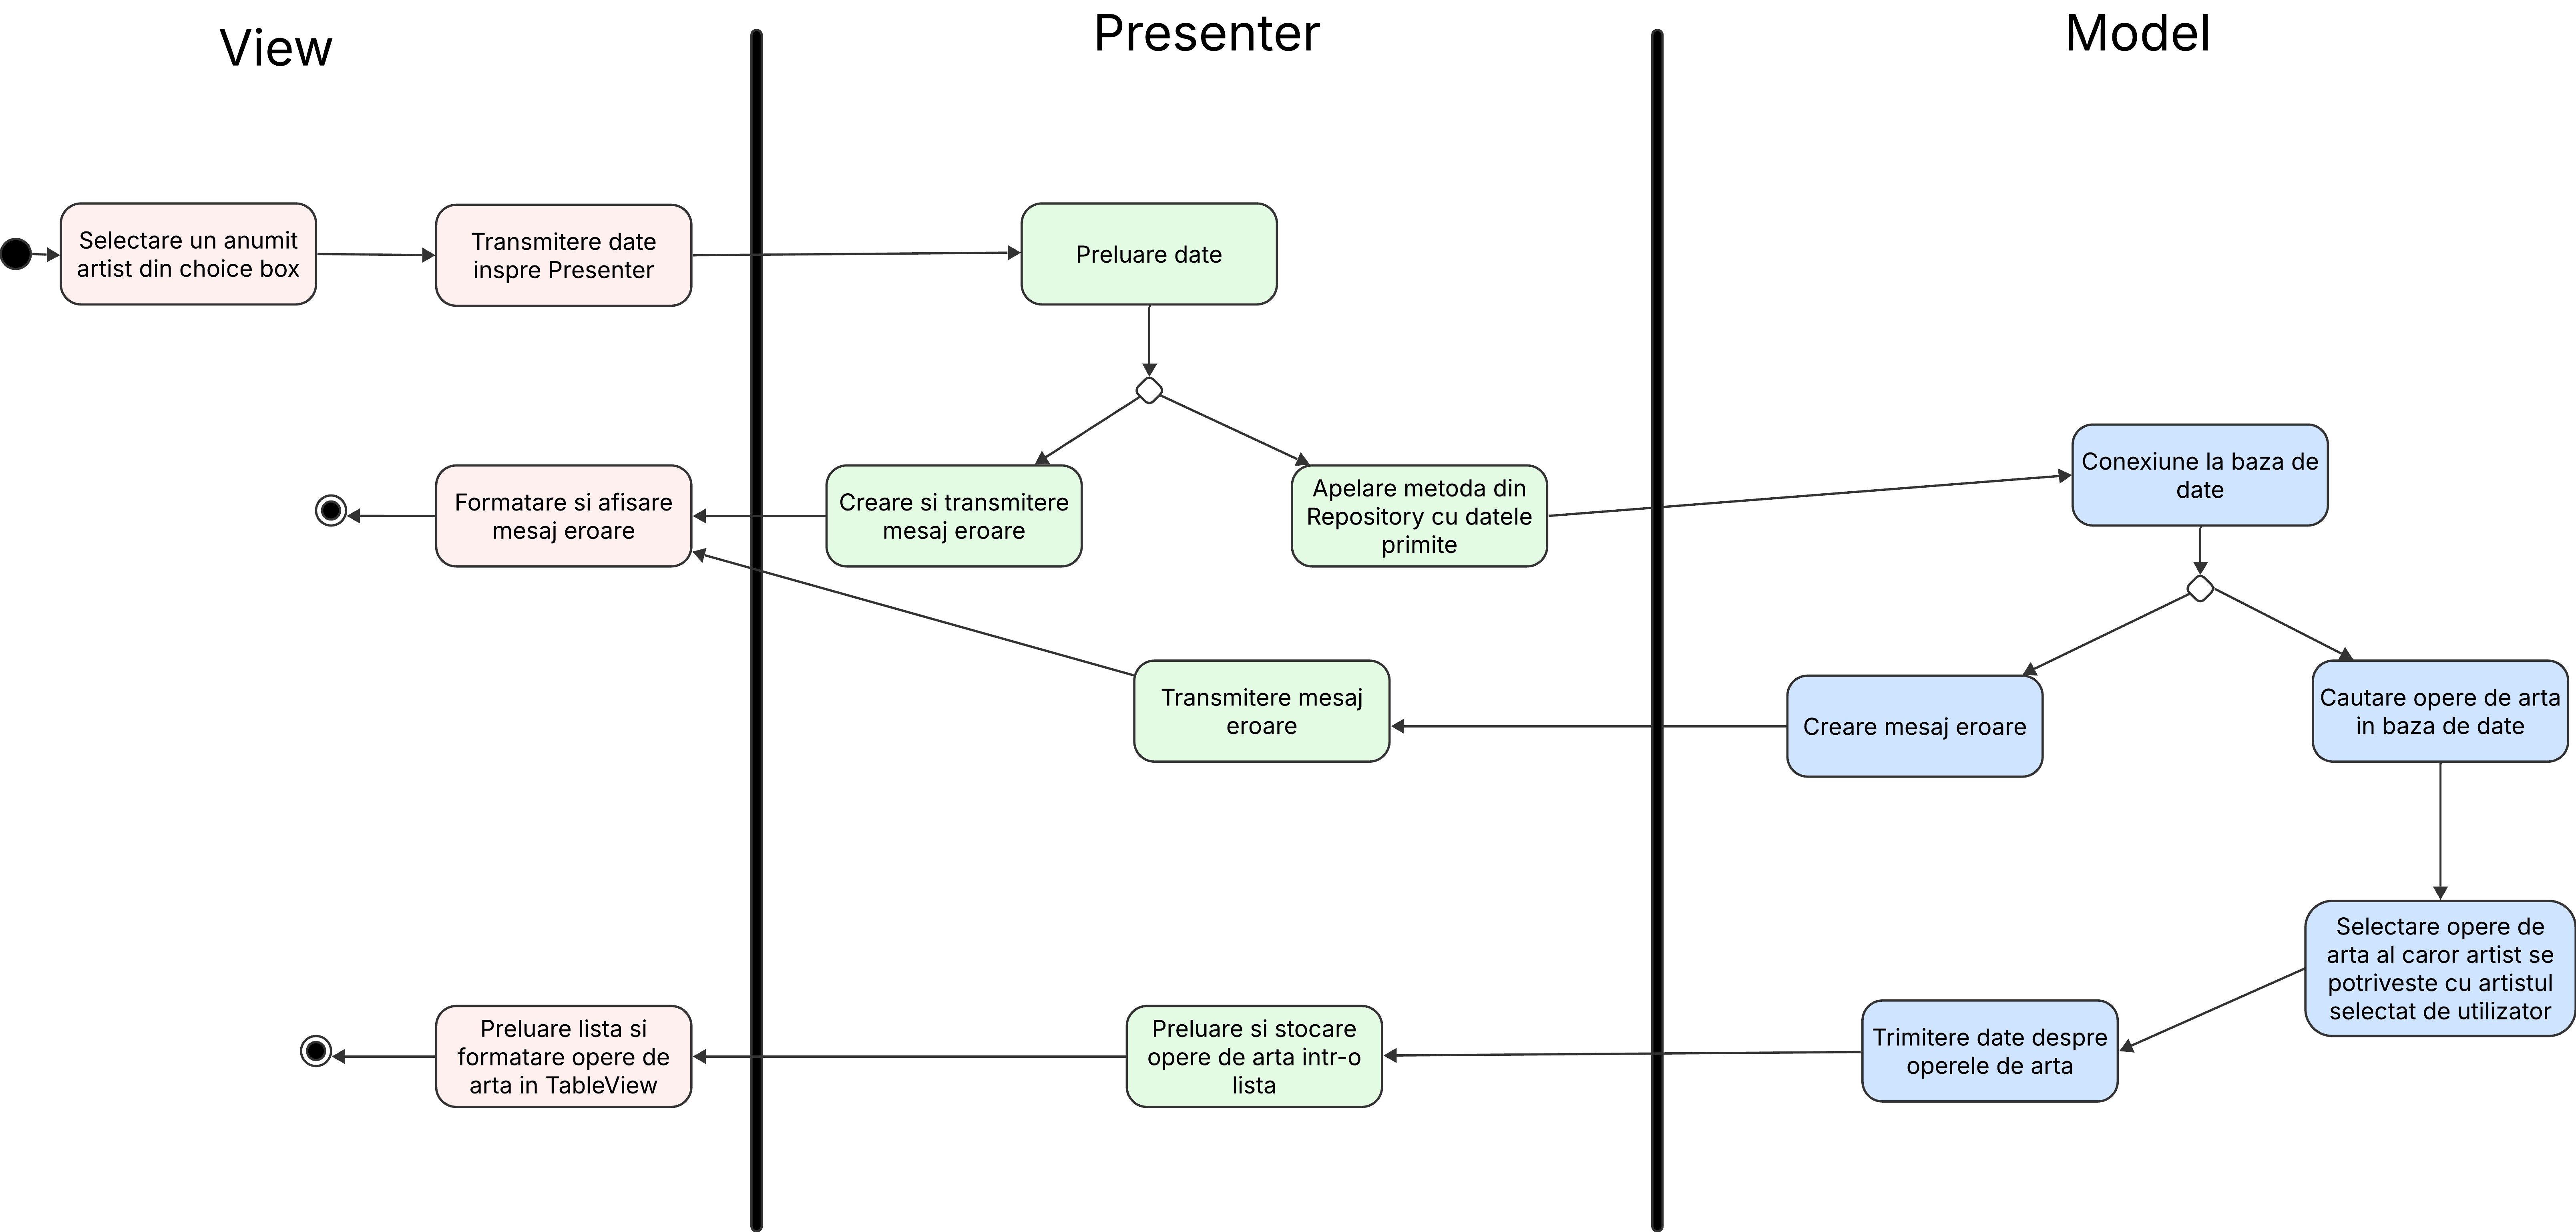 View
Presenter
Model
Selectare un anumit
artist din choice box
Transmitere date
inspre Presenter
Preluare date
Formatare si afisare
mesaj eroare
Creare si transmitere
mesaj eroare
Apelare metoda din
Repository cu datele
primite
Conexiune la baza de
date
Transmitere mesaj
eroare
Creare mesaj eroare
Cautare opere de arta
in baza de date
Selectare opere de
arta al caror artist se
potriveste cu artistul
selectat de utilizator
Preluare lista si
formatare opere de
arta in TableView
Preluare si stocare
opere de arta intr-o
lista
Trimitere date despre
operele de arta